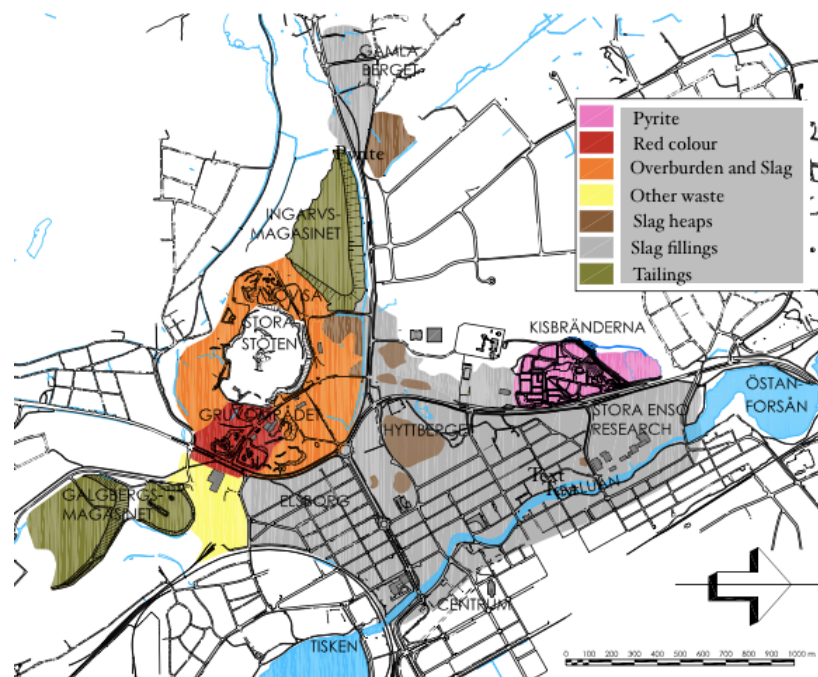 GAMLA
BERGET
Pyrite
Pyrite
Red colour
Overburden and Slag
Other waste
Slag heaps
Slag fillings
Tailings
INGARVS-
MAGASINET
STORA
STÖTEN
KISBRÄNDERNA
ÖSTAN-
FORSÅN
GRUVOMRÅDET
HYTTBERGET
STORA ENSO
RESEARCH
Text
GALGBERGS-
MAGASINET
ELSBORG
CENTRUM
TISKEN
0 100 200 300 400 500 600 700 800 900 1000 m